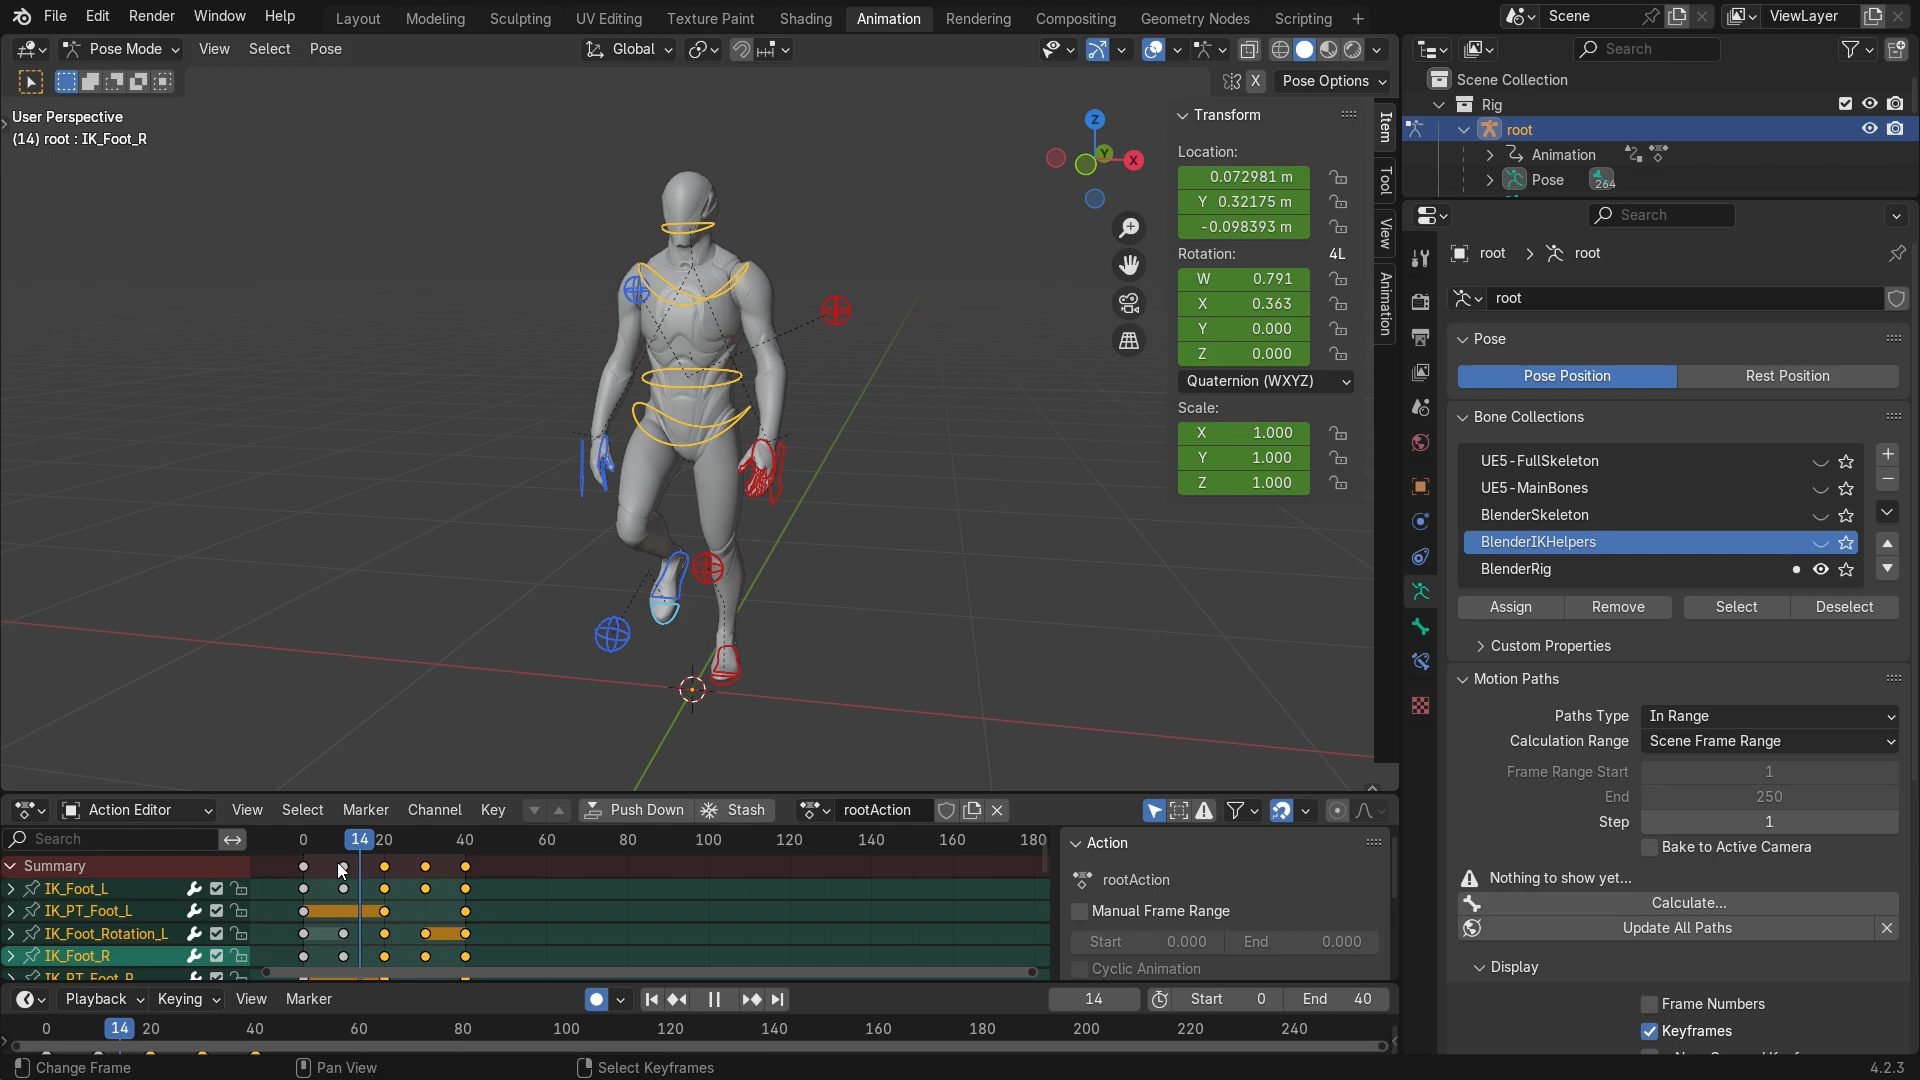 File Edit Render Window Help Layout Modeling Sculpting UV Editing Texture Paint Shading Animation Rendering Compositing Geometry Nodes Scripting + Scene ViewLayer
Pose Mode View Select Pose Global Search
X Pose Options Scene Collection
User Perspective
(14) root : IK_Foot_R
Z
Y
X
Item
Tool
View
Animation
Transform
Location:
0.072981 m
Y 0.32175 m
-0.098393 m
Rotation: 4L
W 0.791
X 0.363
Y 0.000
Z 0.000
Quaternion (WXYZ)
Scale:
X 1.000
Y 1.000
Z 1.000
Rig
root
Animation
Pose 264
Search
root > root
root
Pose
Pose Position Rest Position
Bone Collections
UE5-FullSkeleton
UE5-MainBones
BlenderSkeleton
BlenderIKHelpers
BlenderRig
Assign Remove Select Deselect
Custom Properties
Motion Paths
Paths Type In Range
Calculation Range Scene Frame Range
Frame Range Start 1
End 250
Step 1
Bake to Active Camera
Nothing to show yet...
Calculate...
Update All Paths
Display
Frame Numbers
Keyframes
Action Editor View Select Marker Channel Key Push Down Stash rootAction
Search 0 14 20 40 60 80 100 120 140 160 180
Summary
IK_Foot_L
IK_PT_Foot_L
IK_Foot_Rotation_L
IK_Foot_R
IK_PT_Foot_R
Action
rootAction
Manual Frame Range
Start 0.000 End 0.000
Cyclic Animation
Playback Keying View Marker 14 Start 0 End 40
0 14 20 40 60 80 100 120 140 160 180 200 220 240
Change Frame Pan View Select Keyframes 4.2.3